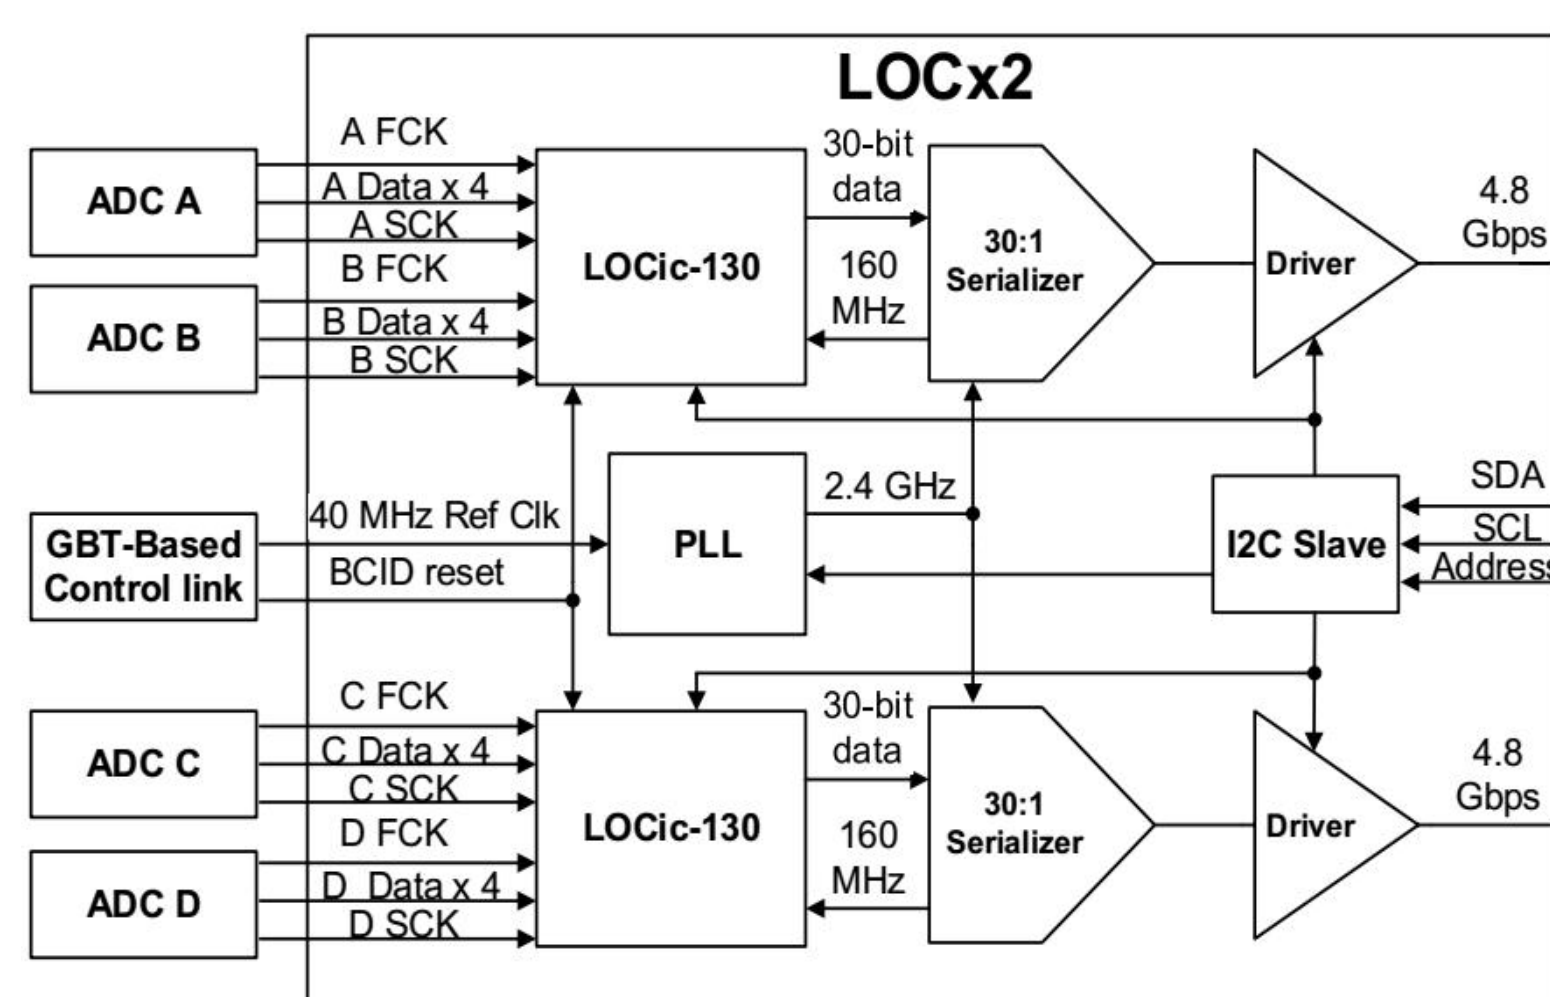 LOCx2
A FCK
A Data x 4
A SCK
ADC A
B FCK
B Data x 4
B SCK
ADC B
LOCic-130
30-bit
data
160
MHz
30:1
Serializer
Driver
4.8
Gbps
GBT-Based
Control link
40 MHz Ref Clk
BCID reset
PLL
2.4 GHz
I2C Slave
SDA
SCL
Address
C FCK
C Data x 4
C SCK
ADC C
D FCK
D  Data x 4
D SCK
ADC D
LOCic-130
30-bit
data
160
MHz
30:1
Serializer
Driver
4.8
Gbps